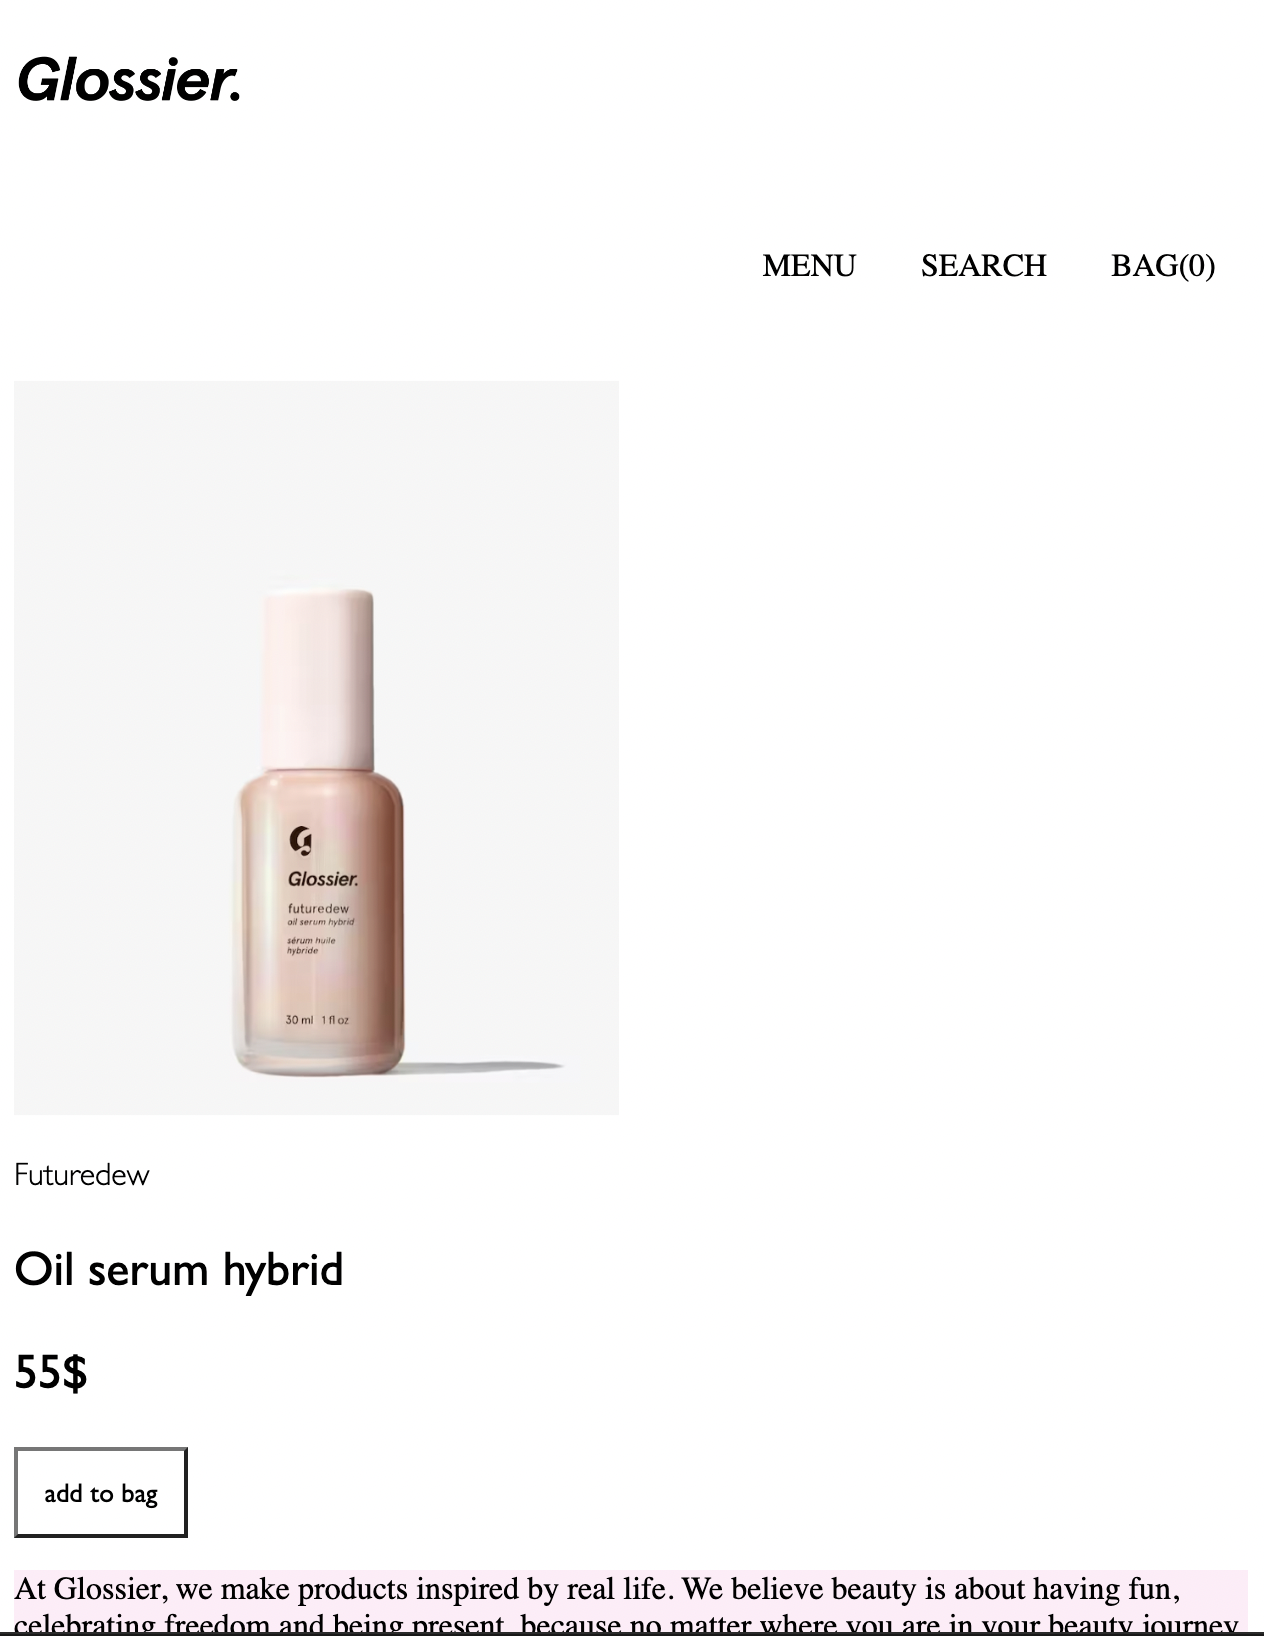 Glossier.
MENU SEARCH BAG(0)
G
Glossier.
futuredew
oil serum hybrid
sérum huile
hybride
30 ml 1 fl oz
Futuredew
Oil serum hybrid
55$
add to bag
At Glossier, we make products inspired by real life. We believe beauty is about having fun,
celebrating freedom and being present, because no matter where you are in your beauty journey